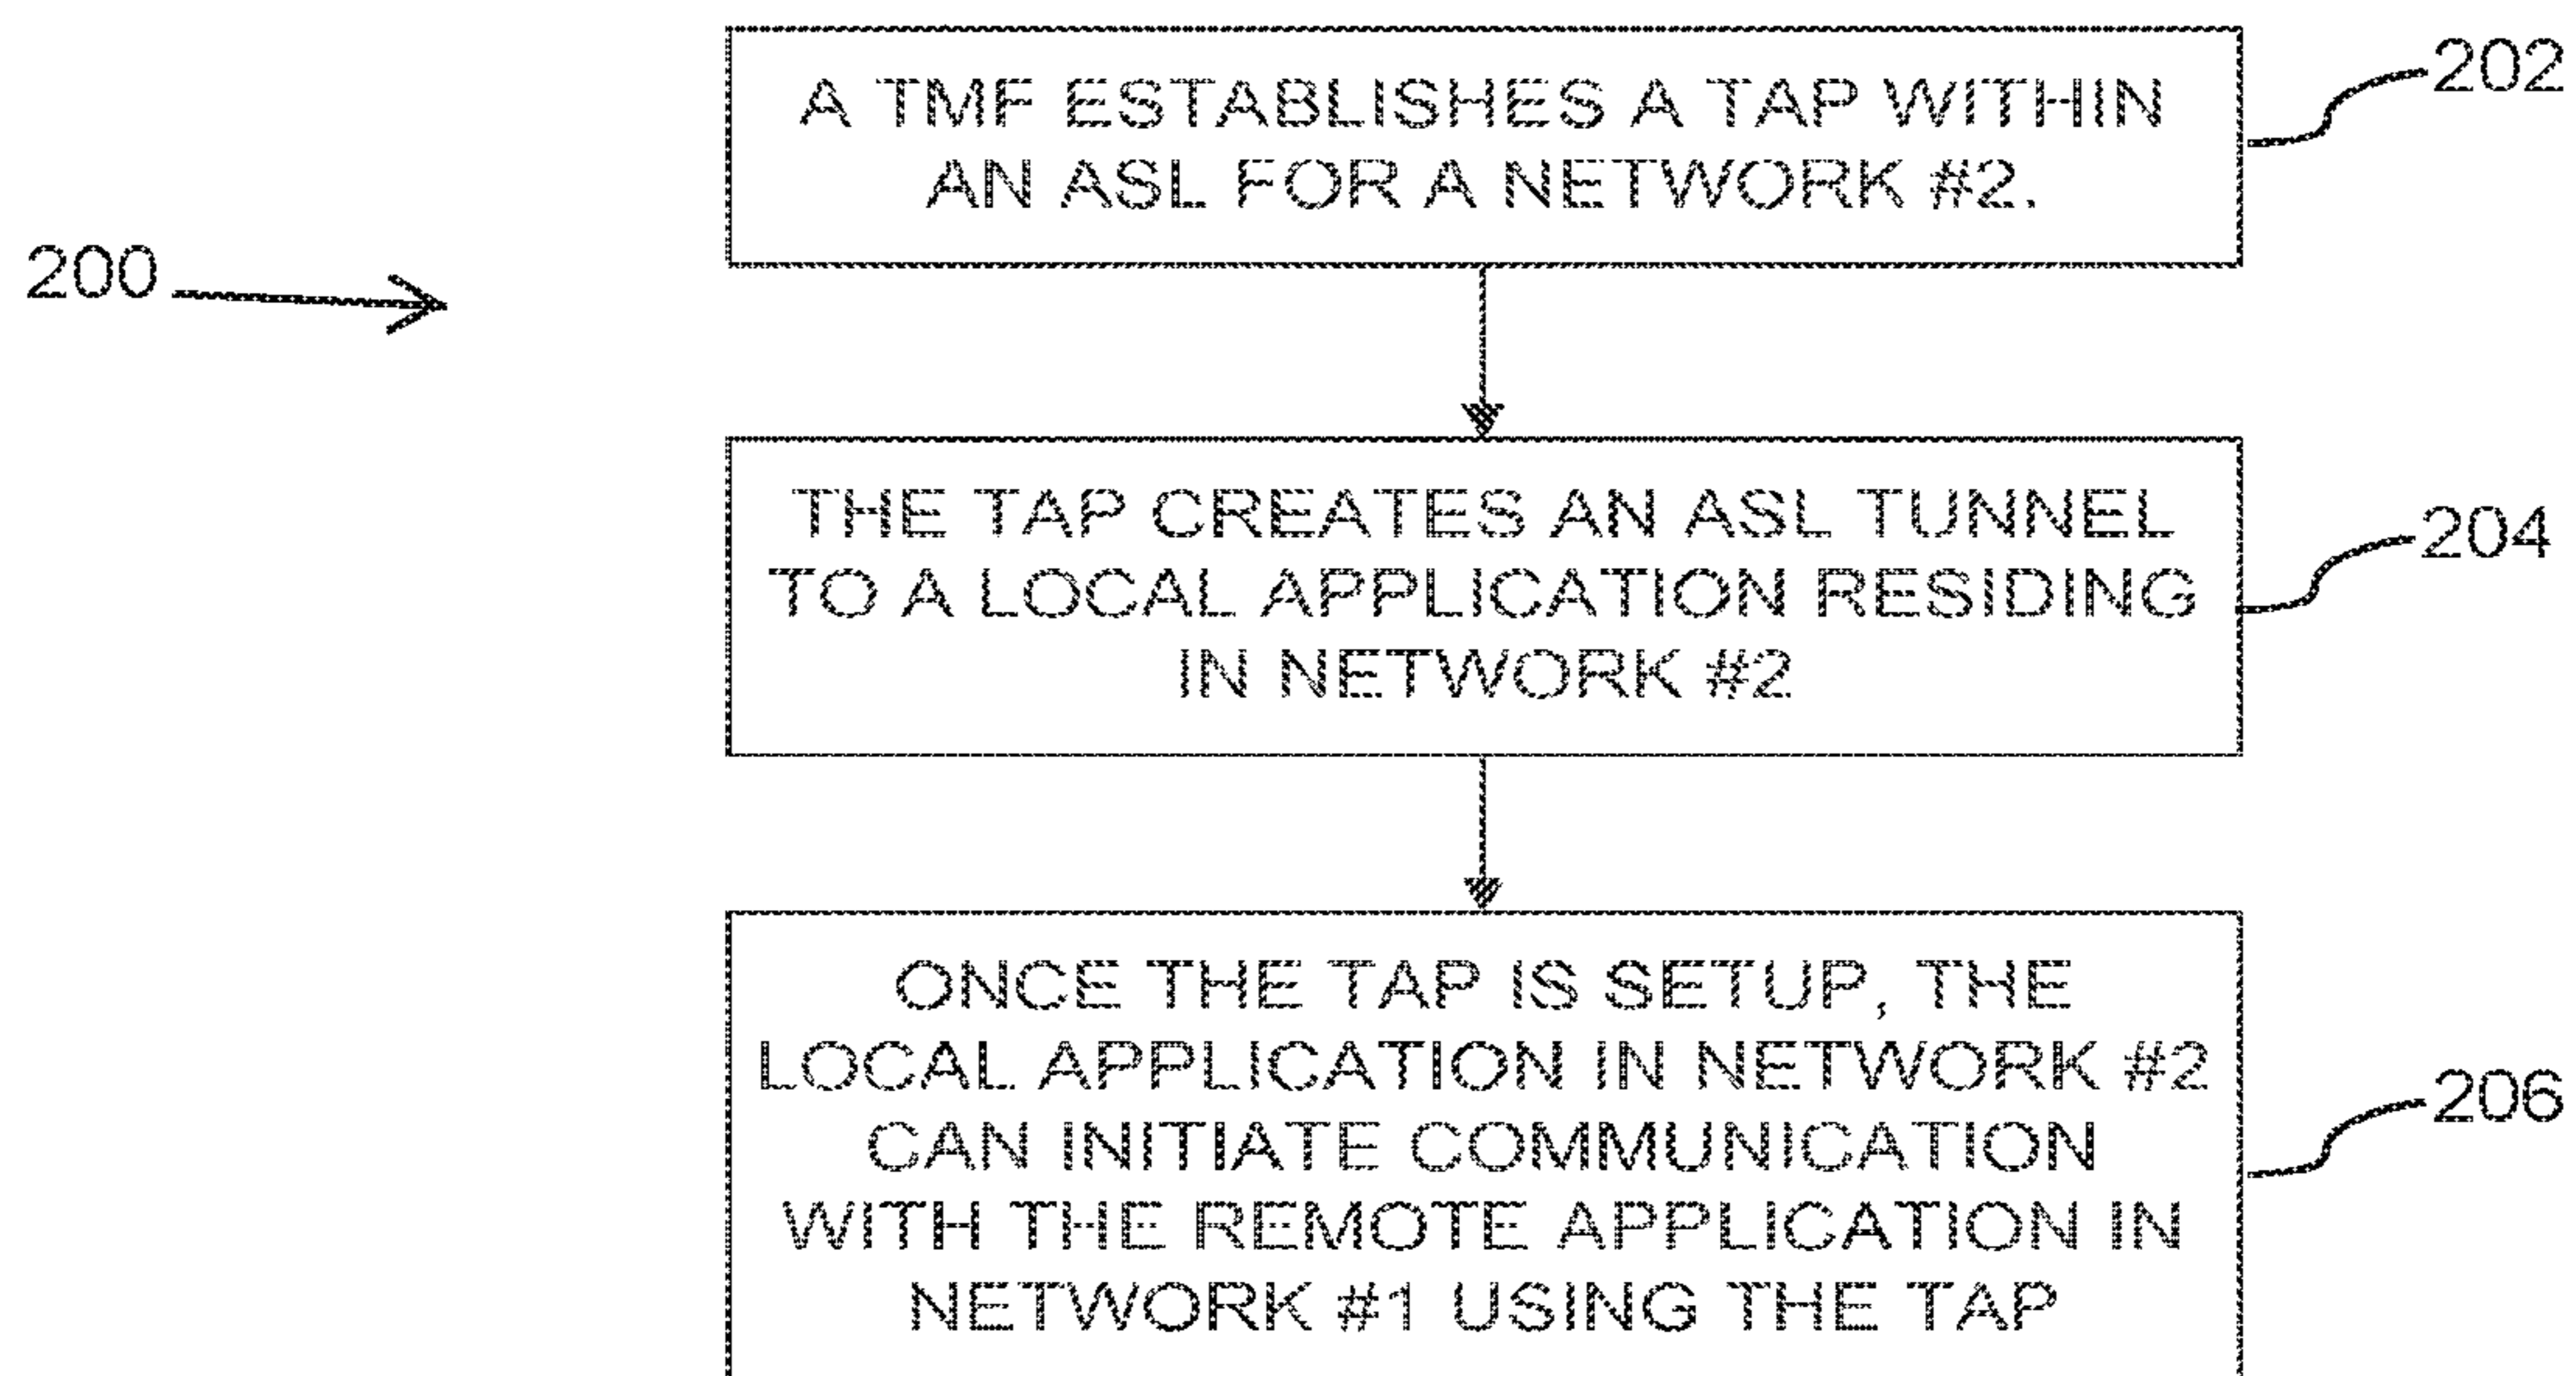 A TMF ESTABLISHES A TAP WITHIN
AN ASL FOR A NETWORK #2.
202
200
THE TAP CREATES AN ASL TUNNEL
TO A LOCAL APPLICATION RESIDING
IN NETWORK #2
204
ONCE THE TAP IS SETUP, THE
LOCAL APPLICATION IN NETWORK #2
CAN INITIATE COMMUNICATION
WITH THE REMOTE APPLICATION IN
NETWORK #1 USING THE TAP
206